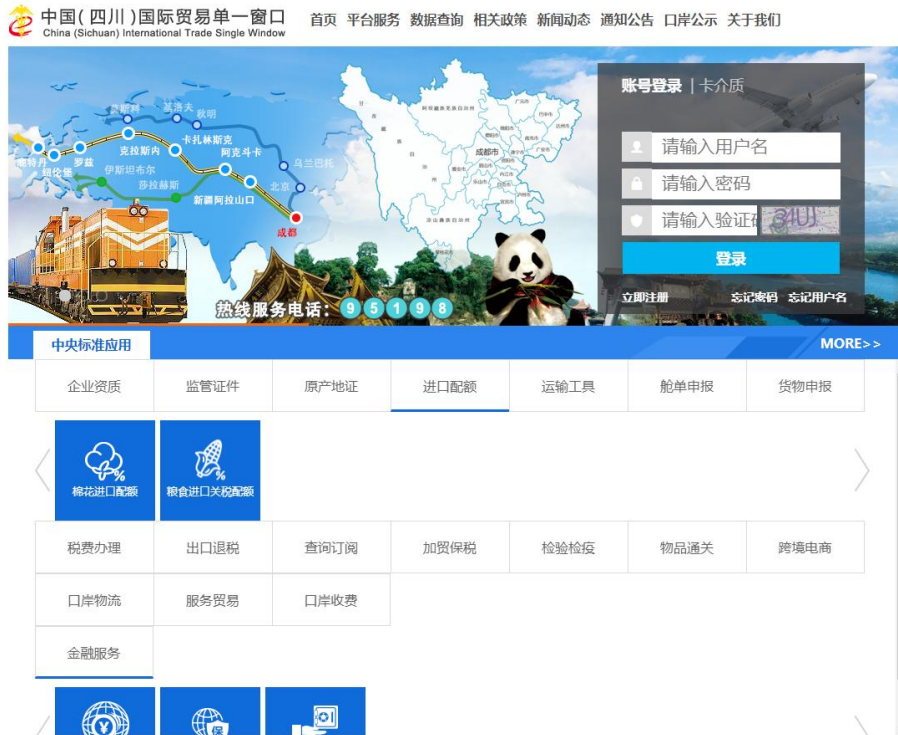 中国(四川)国际贸易单一窗口
China (Sichuan) International Trade Single Window
首页 平台服务 数据查询 相关政策 新闻动态 通知公告 口岸公示 关于我们
账号登录 | 卡介质
请输入用户名
请输入密码
请输入验证
登录
立即注册 忘记密码 忘记用户名
秋明
卡扎林斯克
克拉斯内
阿克斗卡
乌兰巴托
罗兹
纽伦堡
伊斯坦布尔
莎拉赫斯
北京
新疆阿拉山口
成都
成都市
热线服务电话: 95198
中央标准应用 MORE>>
企业资质 监管证件 原产地证 进口配额 运输工具 舱单申报 货物申报
棉花进口配额 粮食进口关税配额
税费办理 出口退税 查询订阅 加贸保税 检验检疫 物品通关 跨境电商
口岸物流 服务贸易 口岸收费
金融服务
保